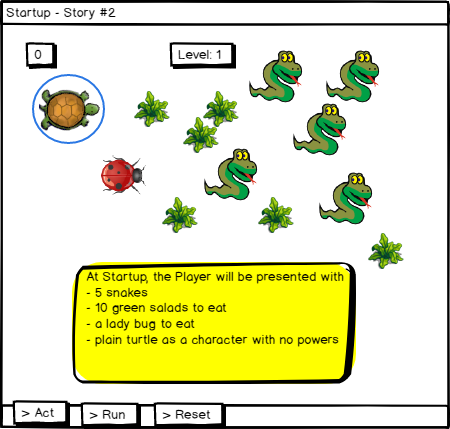 Startup - Story #2
0
Level: 1
At Startup, the Player will be presented with
- 5 snakes
- 10 green salads to eat
- a lady bug to eat
- plain turtle as a character with no powers
> Act
> Run
> Reset